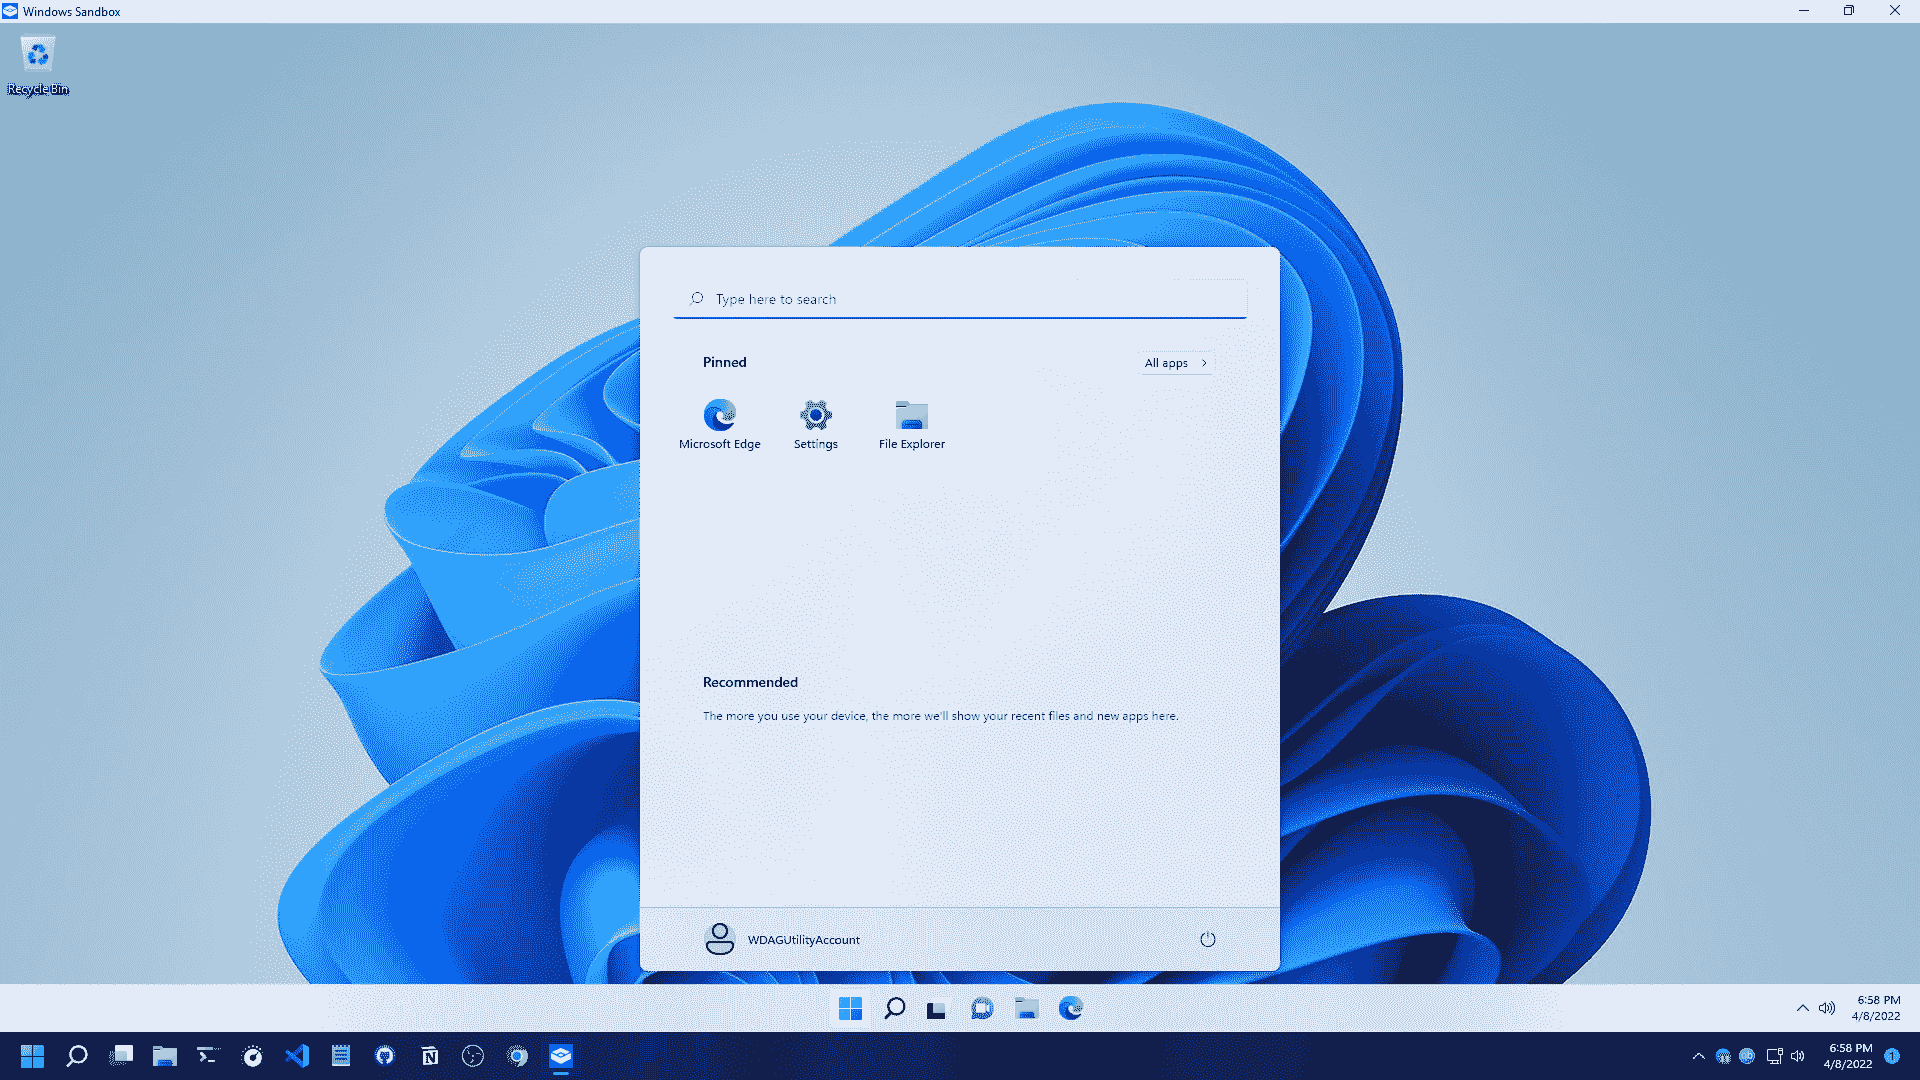 Windows Sandbox
Recycle Bin
Type here to search
Pinned
All apps
Microsoft Edge
Settings
File Explorer
Recommended
The more you use your device, the more we'll show your recent files and new apps here.
WDAGUtilityAccount
6:58 PM
4/8/2022
6:58 PM
4/8/2022
1